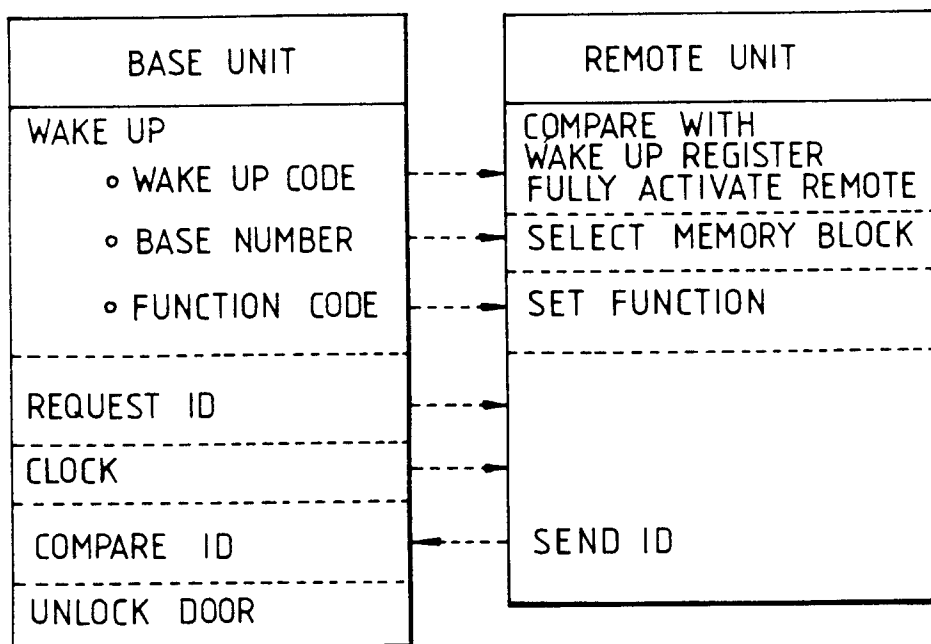 BASE UNIT
WAKE UP
o WAKE UP CODE
o BASE NUMBER
o FUNCTION CODE
REQUEST ID
CLOCK
COMPARE ID
UNLOCK DOOR
REMOTE UNIT
COMPARE WITH
WAKE UP REGISTER
FULLY ACTIVATE REMOTE
SELECT MEMORY BLOCK
SET FUNCTION
SEND ID